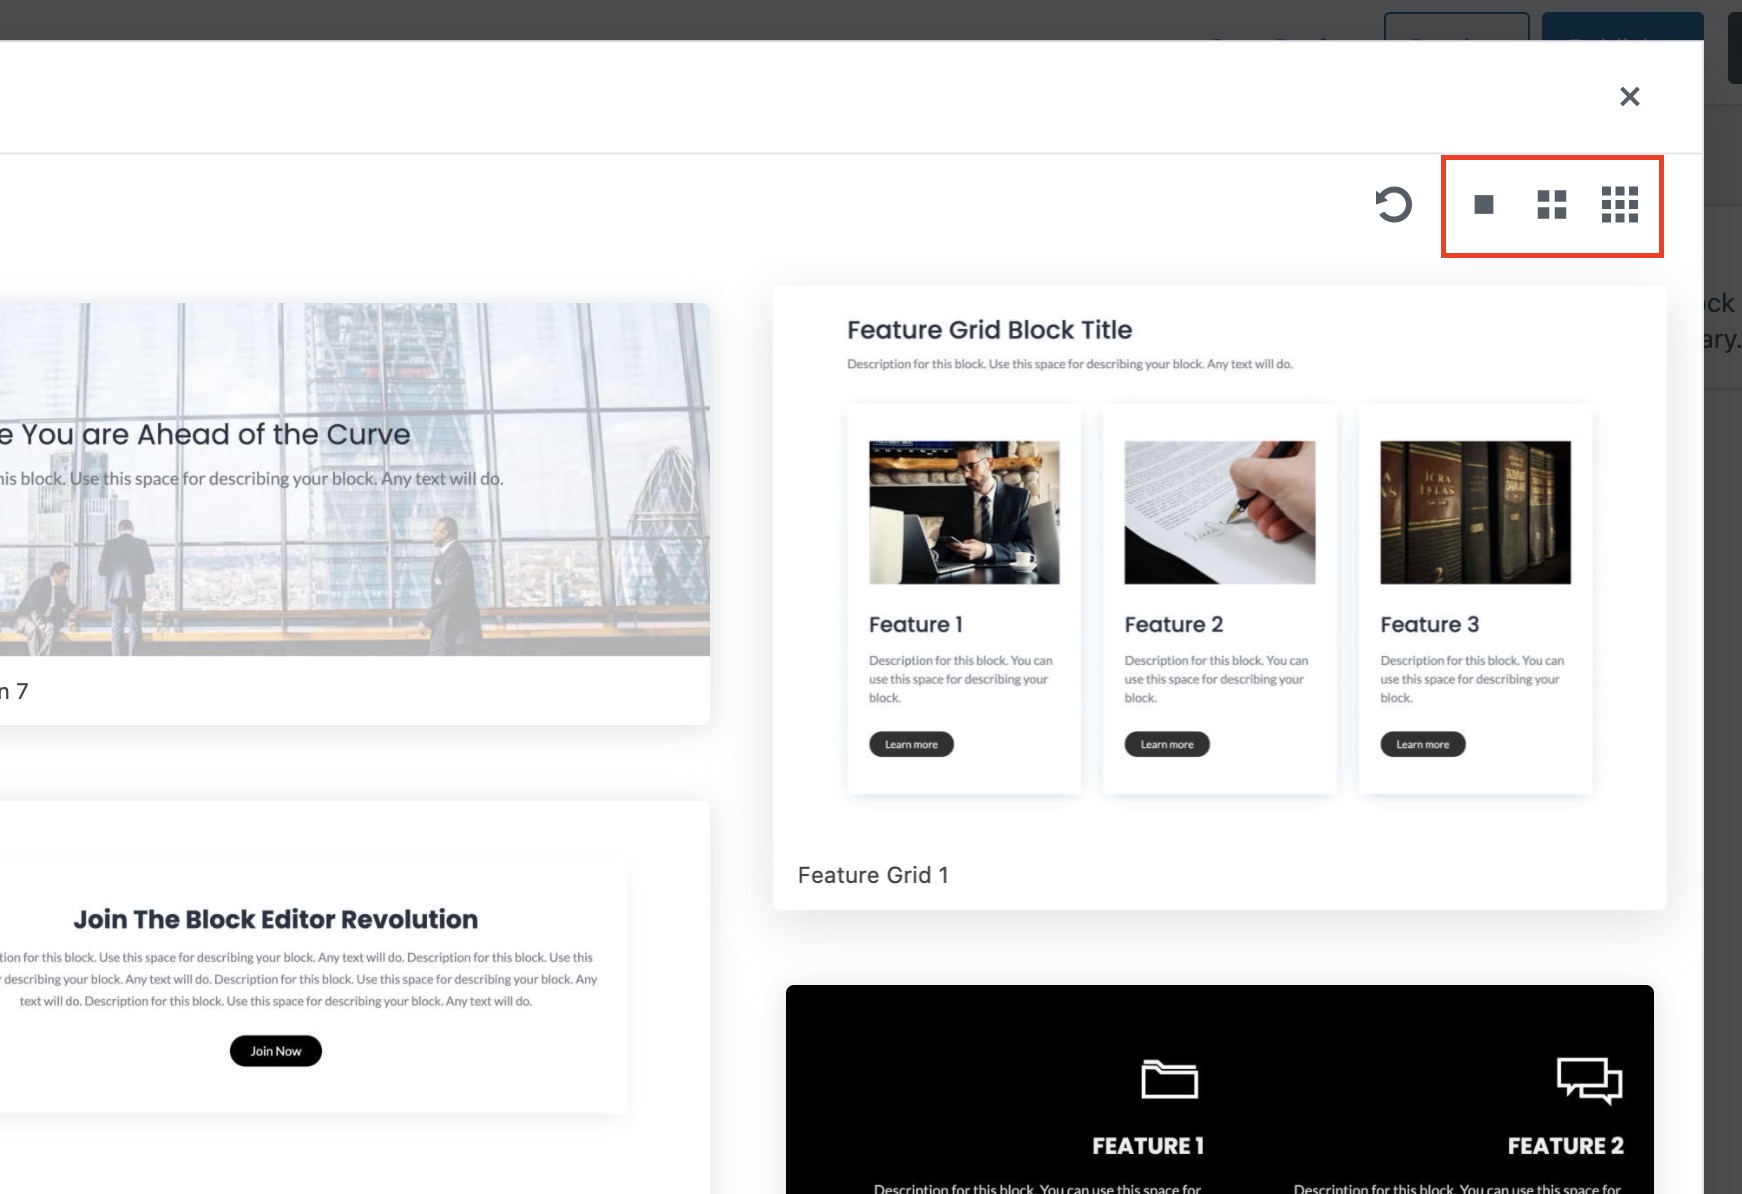 ock
ary.
Feature Grid Block Title
Description for this block. Use this space for describing your block. Any text will do.
e You are Ahead of the Curve
his block. Use this space for describing your block. Any text will do.
Feature 1
Description for this block. You can
use this space for describing your
block.
Learn more
Feature 2
Description for this block. You can
use this space for describing your
block.
Learn more
Feature 3
Description for this block. You can
use this space for describing your
block.
Learn more
n 7
Feature Grid 1
Join The Block Editor Revolution
tion for this block. Use this space for describing your block. Any text will do. Description for this block. Use this
r describing your block. Any text will do. Description for this block. Use this space for describing your block. Any
text will do. Description for this block. Use this space for describing your block. Any text will do.
Join Now
FEATURE 1
Description for this block. You can use this space for
FEATURE 2
Description for this block. You can use this space for